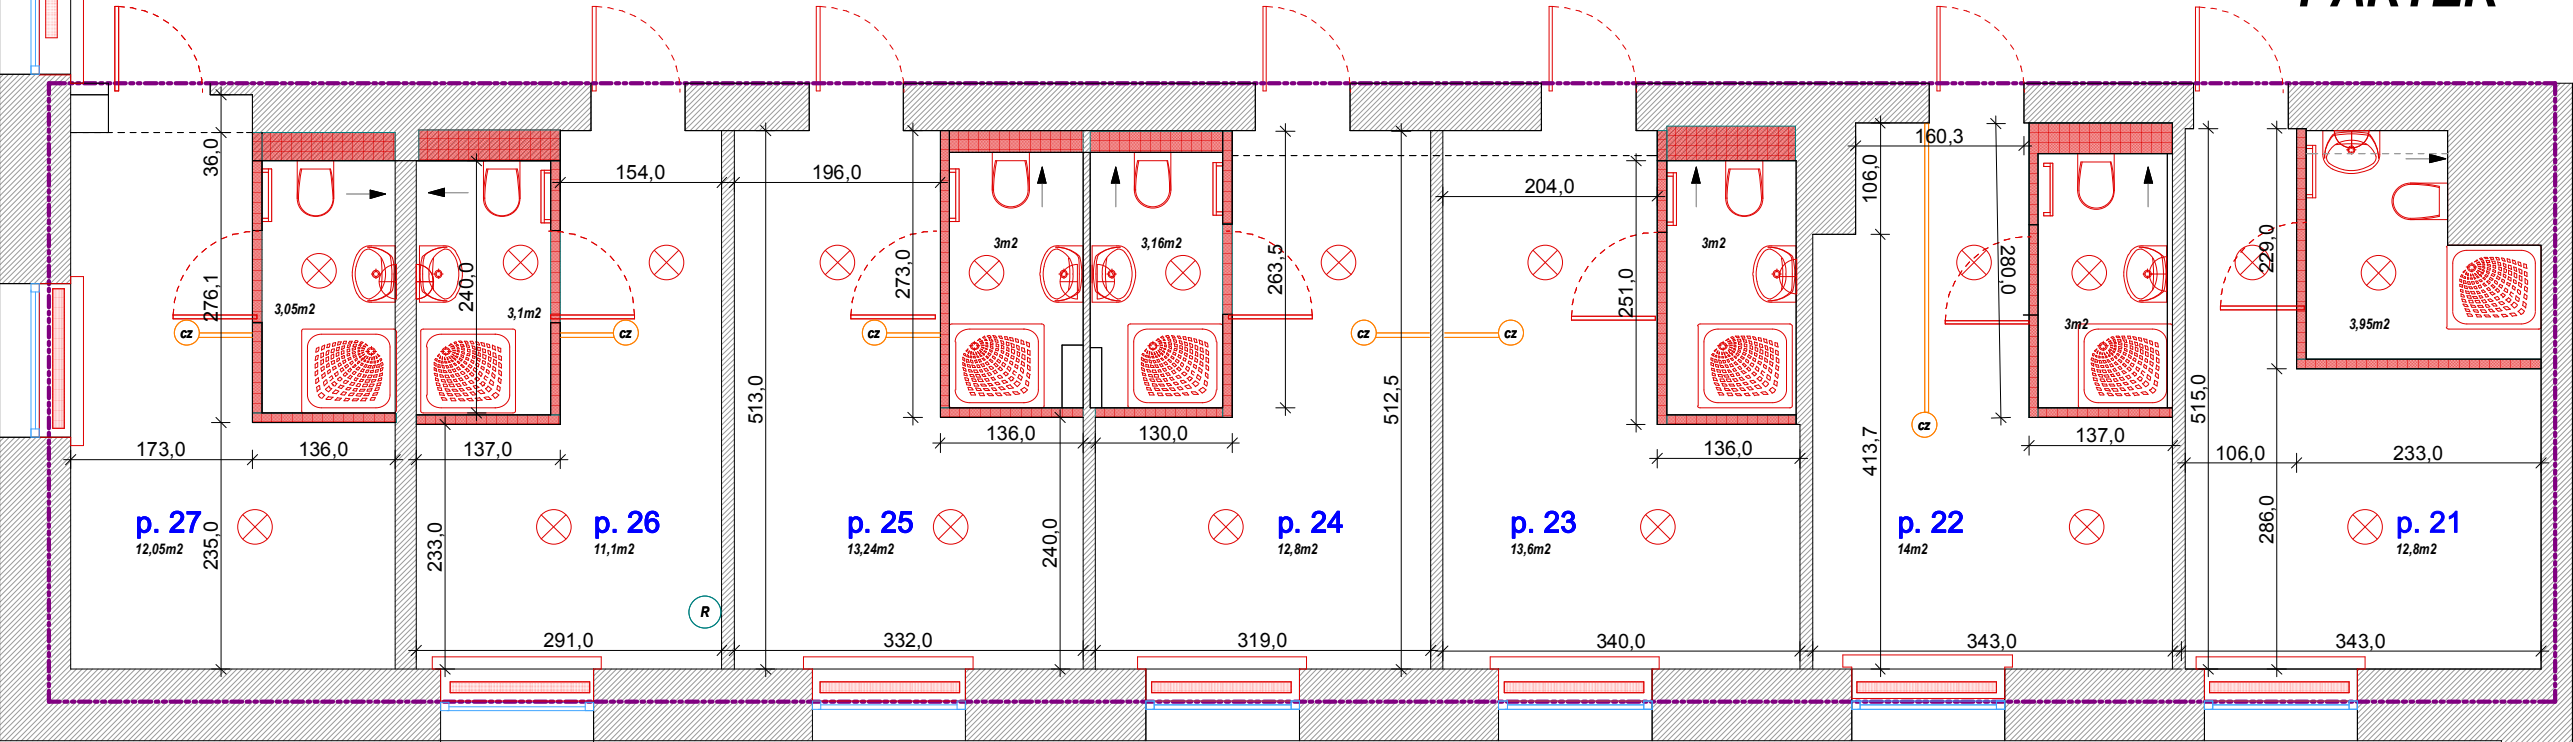 PARTER
36,0
154,0
196,0
204,0
160,3
106,0
276,1
3,05m2
240,0
3,1m2
273,0
3m2
3,16m2
263,5
251,0
3m2
280,0
3m2
229,0
3,95m2
cz
cz
cz
cz
cz
cz
513,0
512,5
413,7
515,0
173,0
136,0
137,0
136,0
130,0
136,0
137,0
106,0
233,0
p. 27
12,05m2
p. 26
11,1m2
p. 25
13,24m2
p. 24
12,8m2
p. 23
13,6m2
p. 22
14m2
p. 21
12,8m2
235,0
233,0
240,0
286,0
R
291,0
332,0
319,0
340,0
343,0
343,0